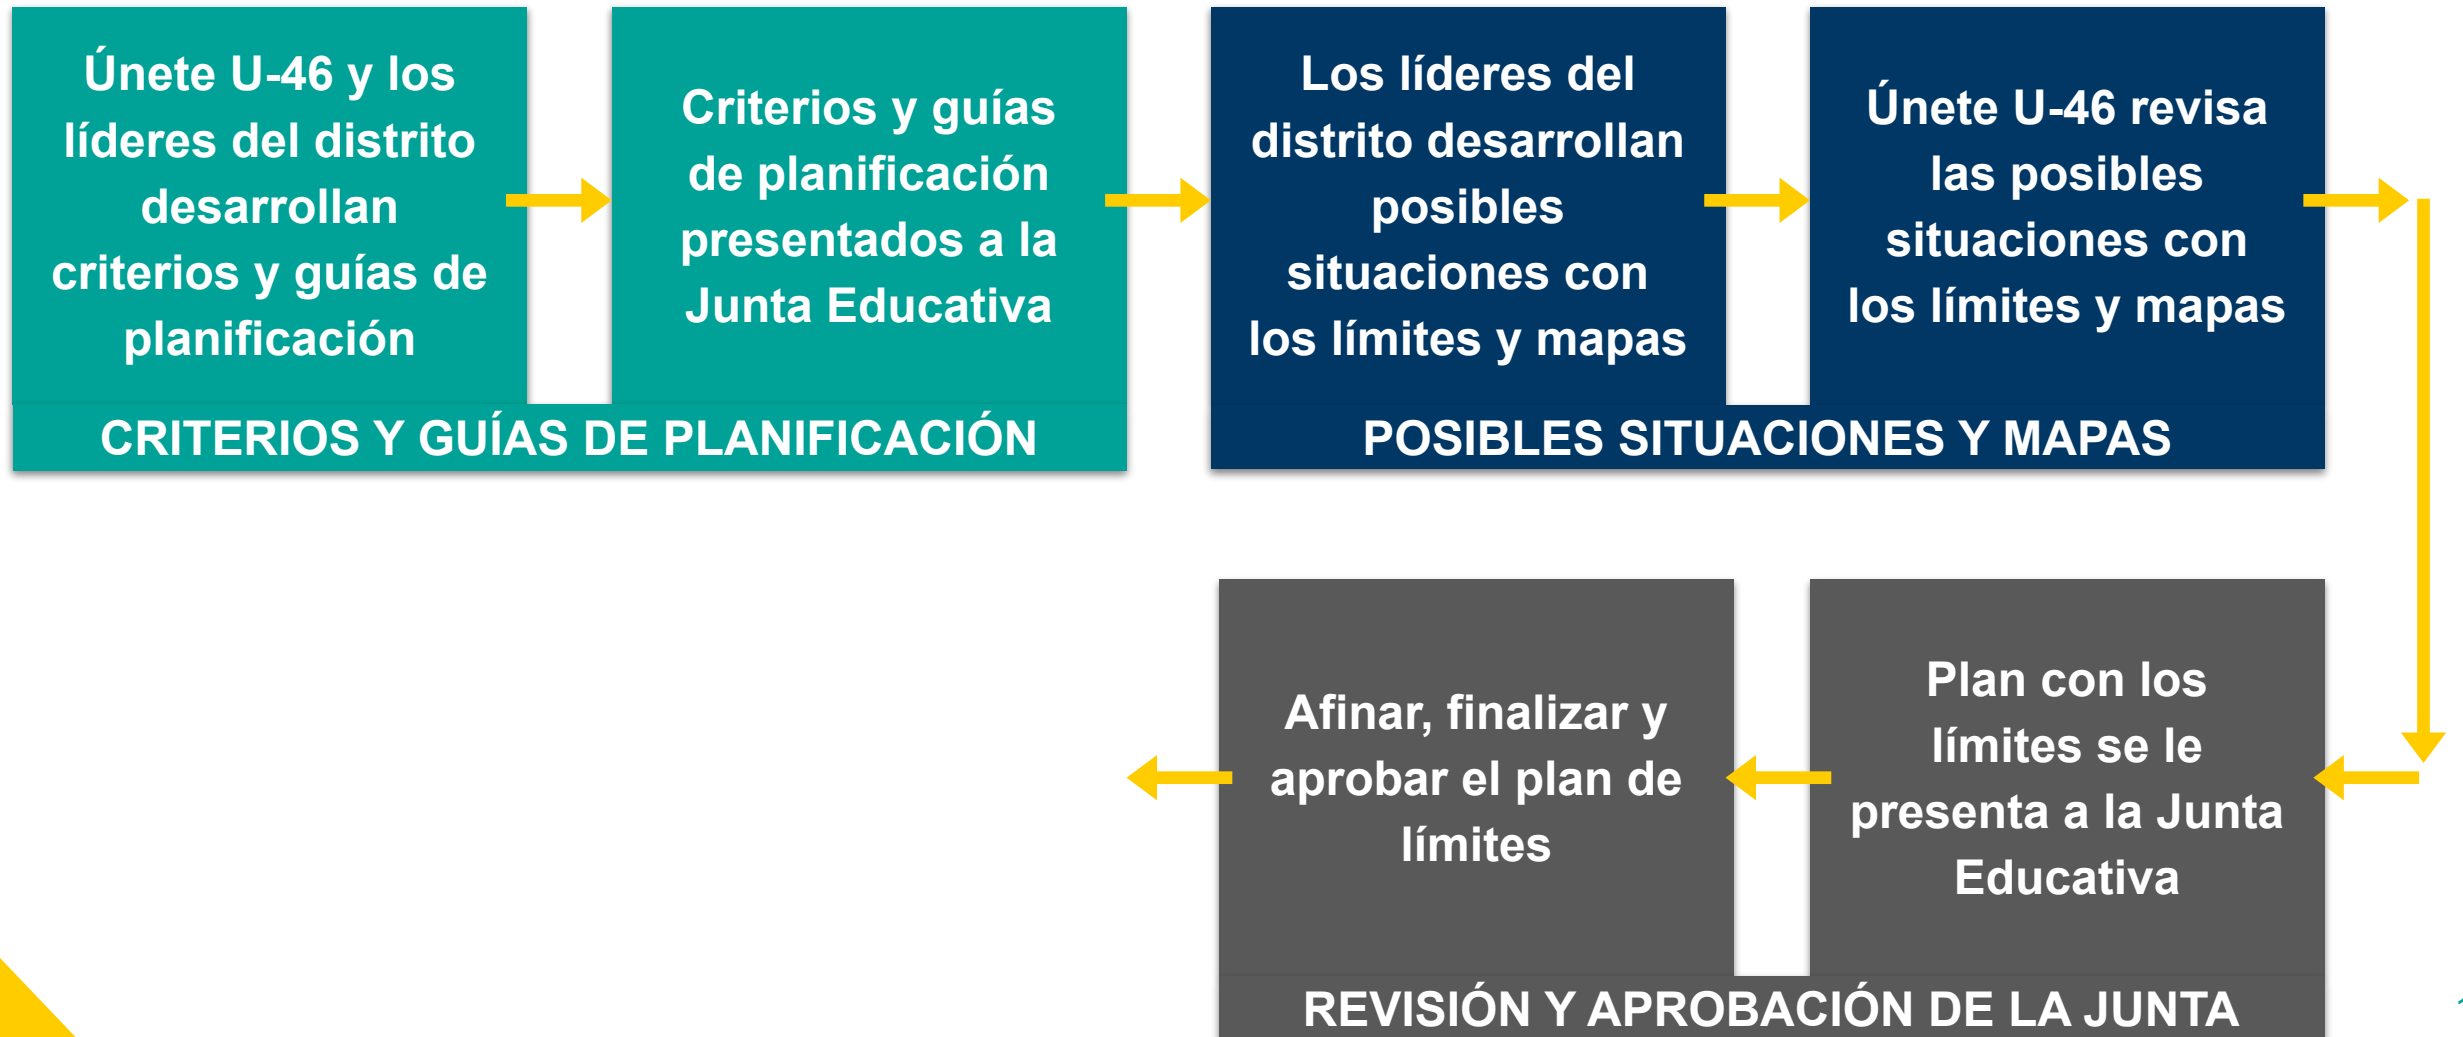 Únete U-46 y los
líderes del distrito
desarrollan
criterios y guías de
planificación
Criterios y guías
de planificación
presentados a la
Junta Educativa
CRITERIOS Y GUÍAS DE PLANIFICACIÓN
Los líderes del
distrito desarrollan
posibles
situaciones con
los límites y mapas
Únete U-46 revisa
las posibles
situaciones con
los límites y mapas
POSIBLES SITUACIONES Y MAPAS
Plan con los
límites se le
presenta a la Junta
Educativa
Afinar, finalizar y
aprobar el plan de
límites
REVISIÓN Y APROBACIÓN DE LA JUNTA